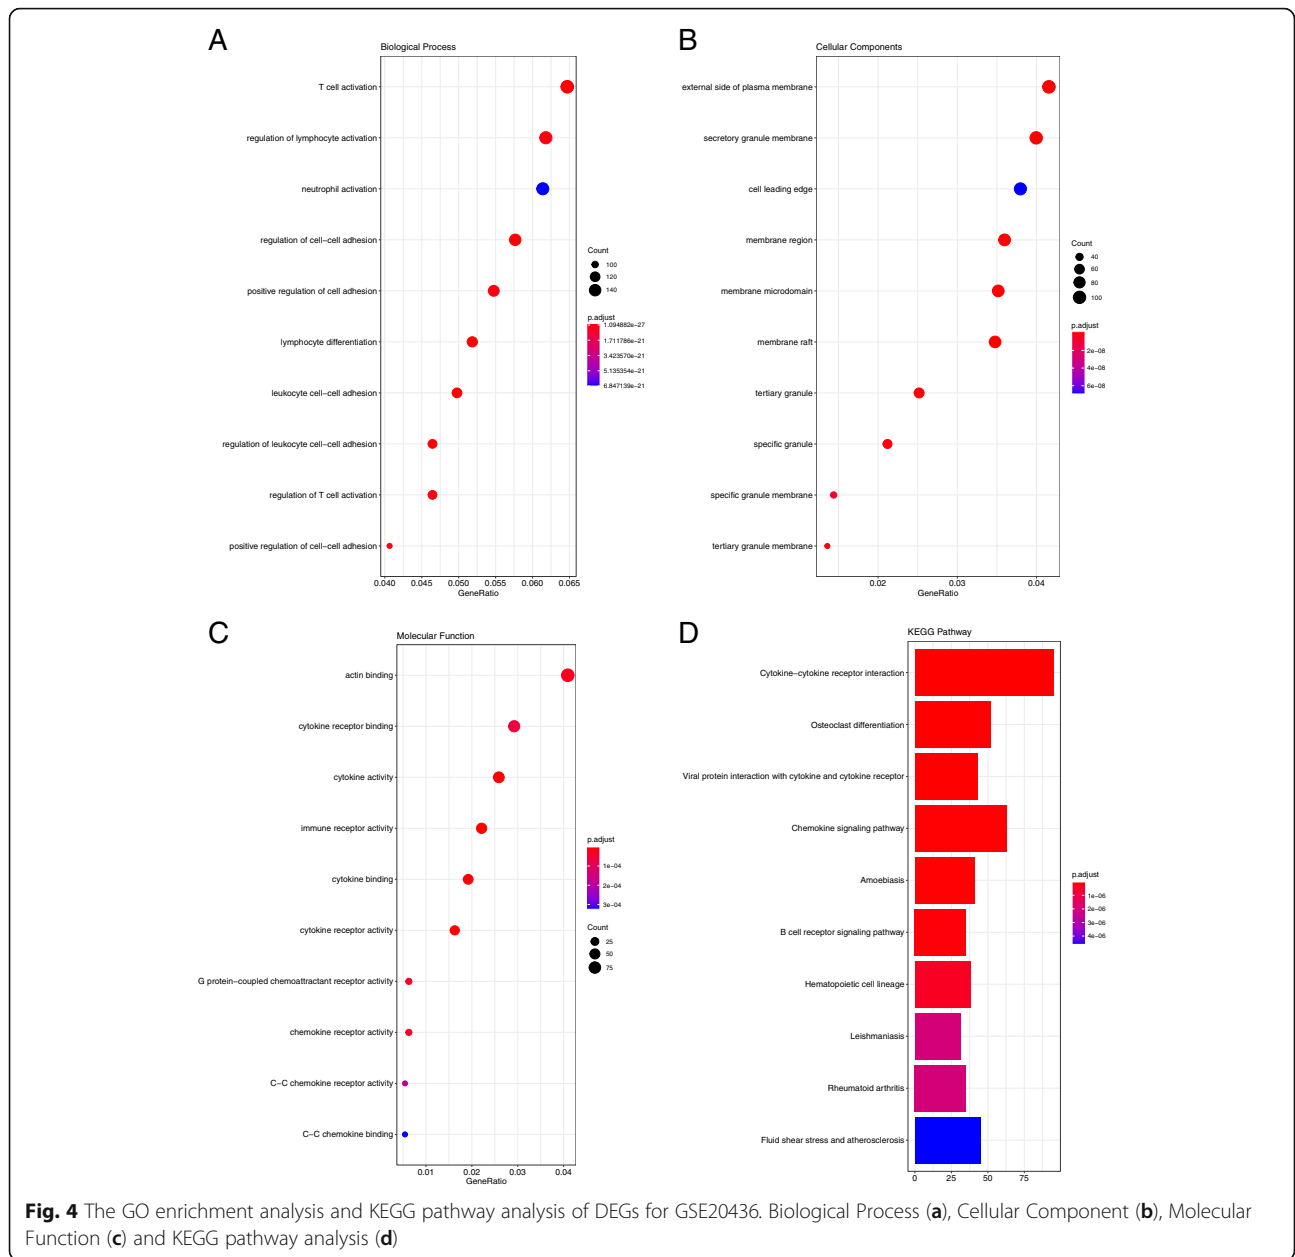 A
Biological Process
T cell activation
regulation of lymphocyte activation
neutrophil activation
regulation of cell−cell adhesion
positive regulation of cell adhesion
lymphocyte differentiation
leukocyte cell−cell adhesion
regulation of leukocyte cell−cell adhesion
regulation of T cell activation
positive regulation of cell−cell adhesion
0.040 0.045 0.050 0.055 0.060 0.065
GeneRatio
Count
100
120
140
p.adjust
1.094882e−27
1.711786e−21
3.423570e−21
5.135354e−21
6.847139e−21
B
Cellular Components
external side of plasma membrane
secretory granule membrane
cell leading edge
membrane region
membrane microdomain
membrane raft
tertiary granule
specific granule
specific granule membrane
tertiary granule membrane
0.02 0.03 0.04
GeneRatio
Count
40
60
80
100
p.adjust
2e−08
4e−08
6e−08
C
Molecular Function
actin binding
cytokine receptor binding
cytokine activity
immune receptor activity
cytokine binding
cytokine receptor activity
G protein−coupled chemoattractant receptor activity
chemokine receptor activity
C−C chemokine receptor activity
C−C chemokine binding
0.01 0.02 0.03 0.04
GeneRatio
p.adjust
1e−04
2e−04
3e−04
Count
25
50
75
D
KEGG Pathway
Cytokine−cytokine receptor interaction
Osteoclast differentiation
Viral protein interaction with cytokine and cytokine receptor
Chemokine signaling pathway
Amoebiasis
B cell receptor signaling pathway
Hematopoietic cell lineage
Leishmaniasis
Rheumatoid arthritis
Fluid shear stress and atherosclerosis
0 25 50 75
p.adjust
1e−06
2e−06
3e−06
4e−06
Fig. 4 The GO enrichment analysis and KEGG pathway analysis of DEGs for GSE20436. Biological Process (a), Cellular Component (b), Molecular
Function (c) and KEGG pathway analysis (d)